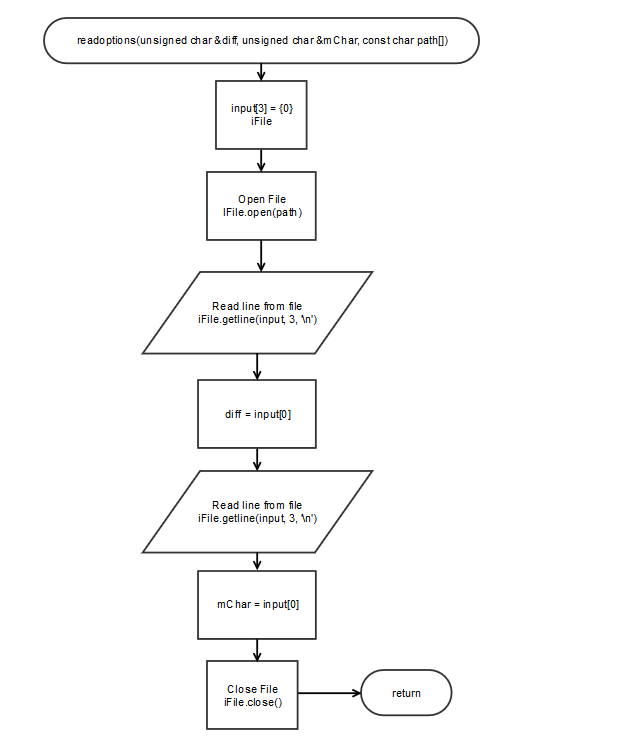 readoptions(unsigned char &diff, unsigned char &mChar, const char path[])
input[3] = {0}
iFile
Open File
IFile.open(path)
Read line from file
iFile.getline(input, 3, '\n')
diff = input[0]
Read line from file
iFile.getline(input, 3, '\n')
mChar = input[0]
Close File
iFile.close()
return